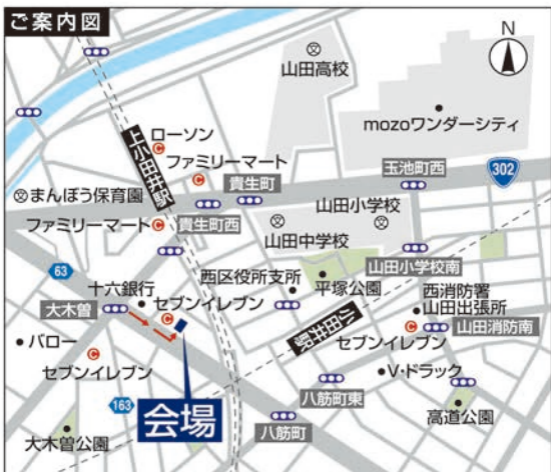 ご案内図
N
山田高校
mozoワンダーシティ
ローソン
上小田井駅
ファミリーマート
玉池町西
302
まんぼう保育園
貴生町
山田小学校
ファミリーマート
貴生町西
山田中学校
63
山田小学校南
十六銀行
西区役所支所
平塚公園
西消防署
山田出張所
大木曽
セブンイレブン
小田井駅
山田消防南
バロー
セブンイレブン
セブンイレブン
V・ドラック
163
会場
八筋町東
大木曽公園
八筋町
高道公園